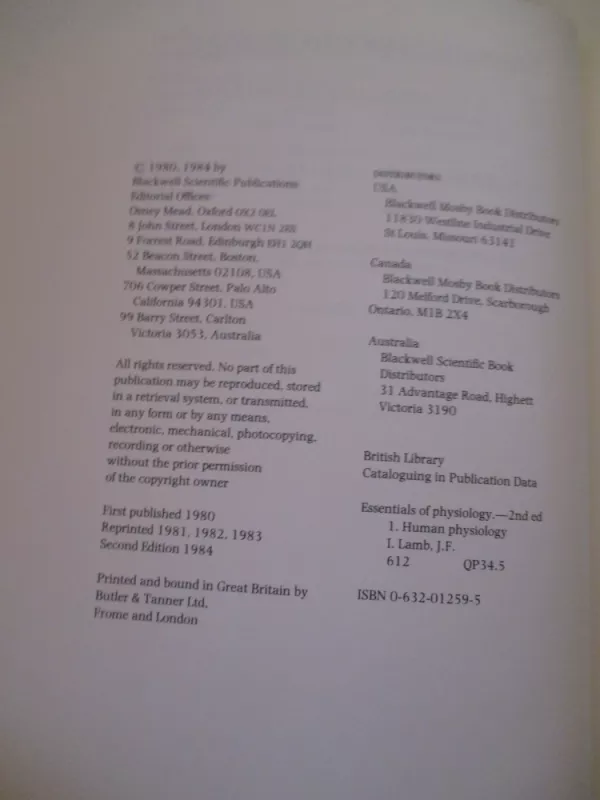 © 1980, 1984 by
Blackwell Scientific Publications
Editorial Offices:
Osney Mead, Oxford OX2 0EL
8 John Street, London WC1N 2ES
9 Forrest Road, Edinburgh EH1 2QH
52 Beacon Street, Boston,
Massachusetts 02108, USA
706 Cowper Street, Palo Alto
California 94301, USA
99 Barry Street, Carlton
Victoria 3053, Australia
All rights reserved. No part of this
publication may be reproduced, stored
in a retrieval system, or transmitted,
in any form or by any means,
electronic, mechanical, photocopying,
recording or otherwise
without the prior permission
of the copyright owner
First published 1980
Reprinted 1981, 1982, 1983
Second Edition 1984
Printed and bound in Great Britain by
Butler & Tanner Ltd,
Frome and London
DISTRIBUTORS
USA
Blackwell Mosby Book Distributors
11830 Westline Industrial Drive
St Louis, Missouri 63141
Canada
Blackwell Mosby Book Distributors
120 Melford Drive, Scarborough
Ontario, M1B 2X4
Australia
Blackwell Scientific Book
Distributors
31 Advantage Road, Highett
Victoria 3190
British Library
Cataloguing in Publication Data
Essentials of physiology.—2nd ed
1. Human physiology
I. Lamb, J.F.
612 QP34.5
ISBN 0-632-01259-5